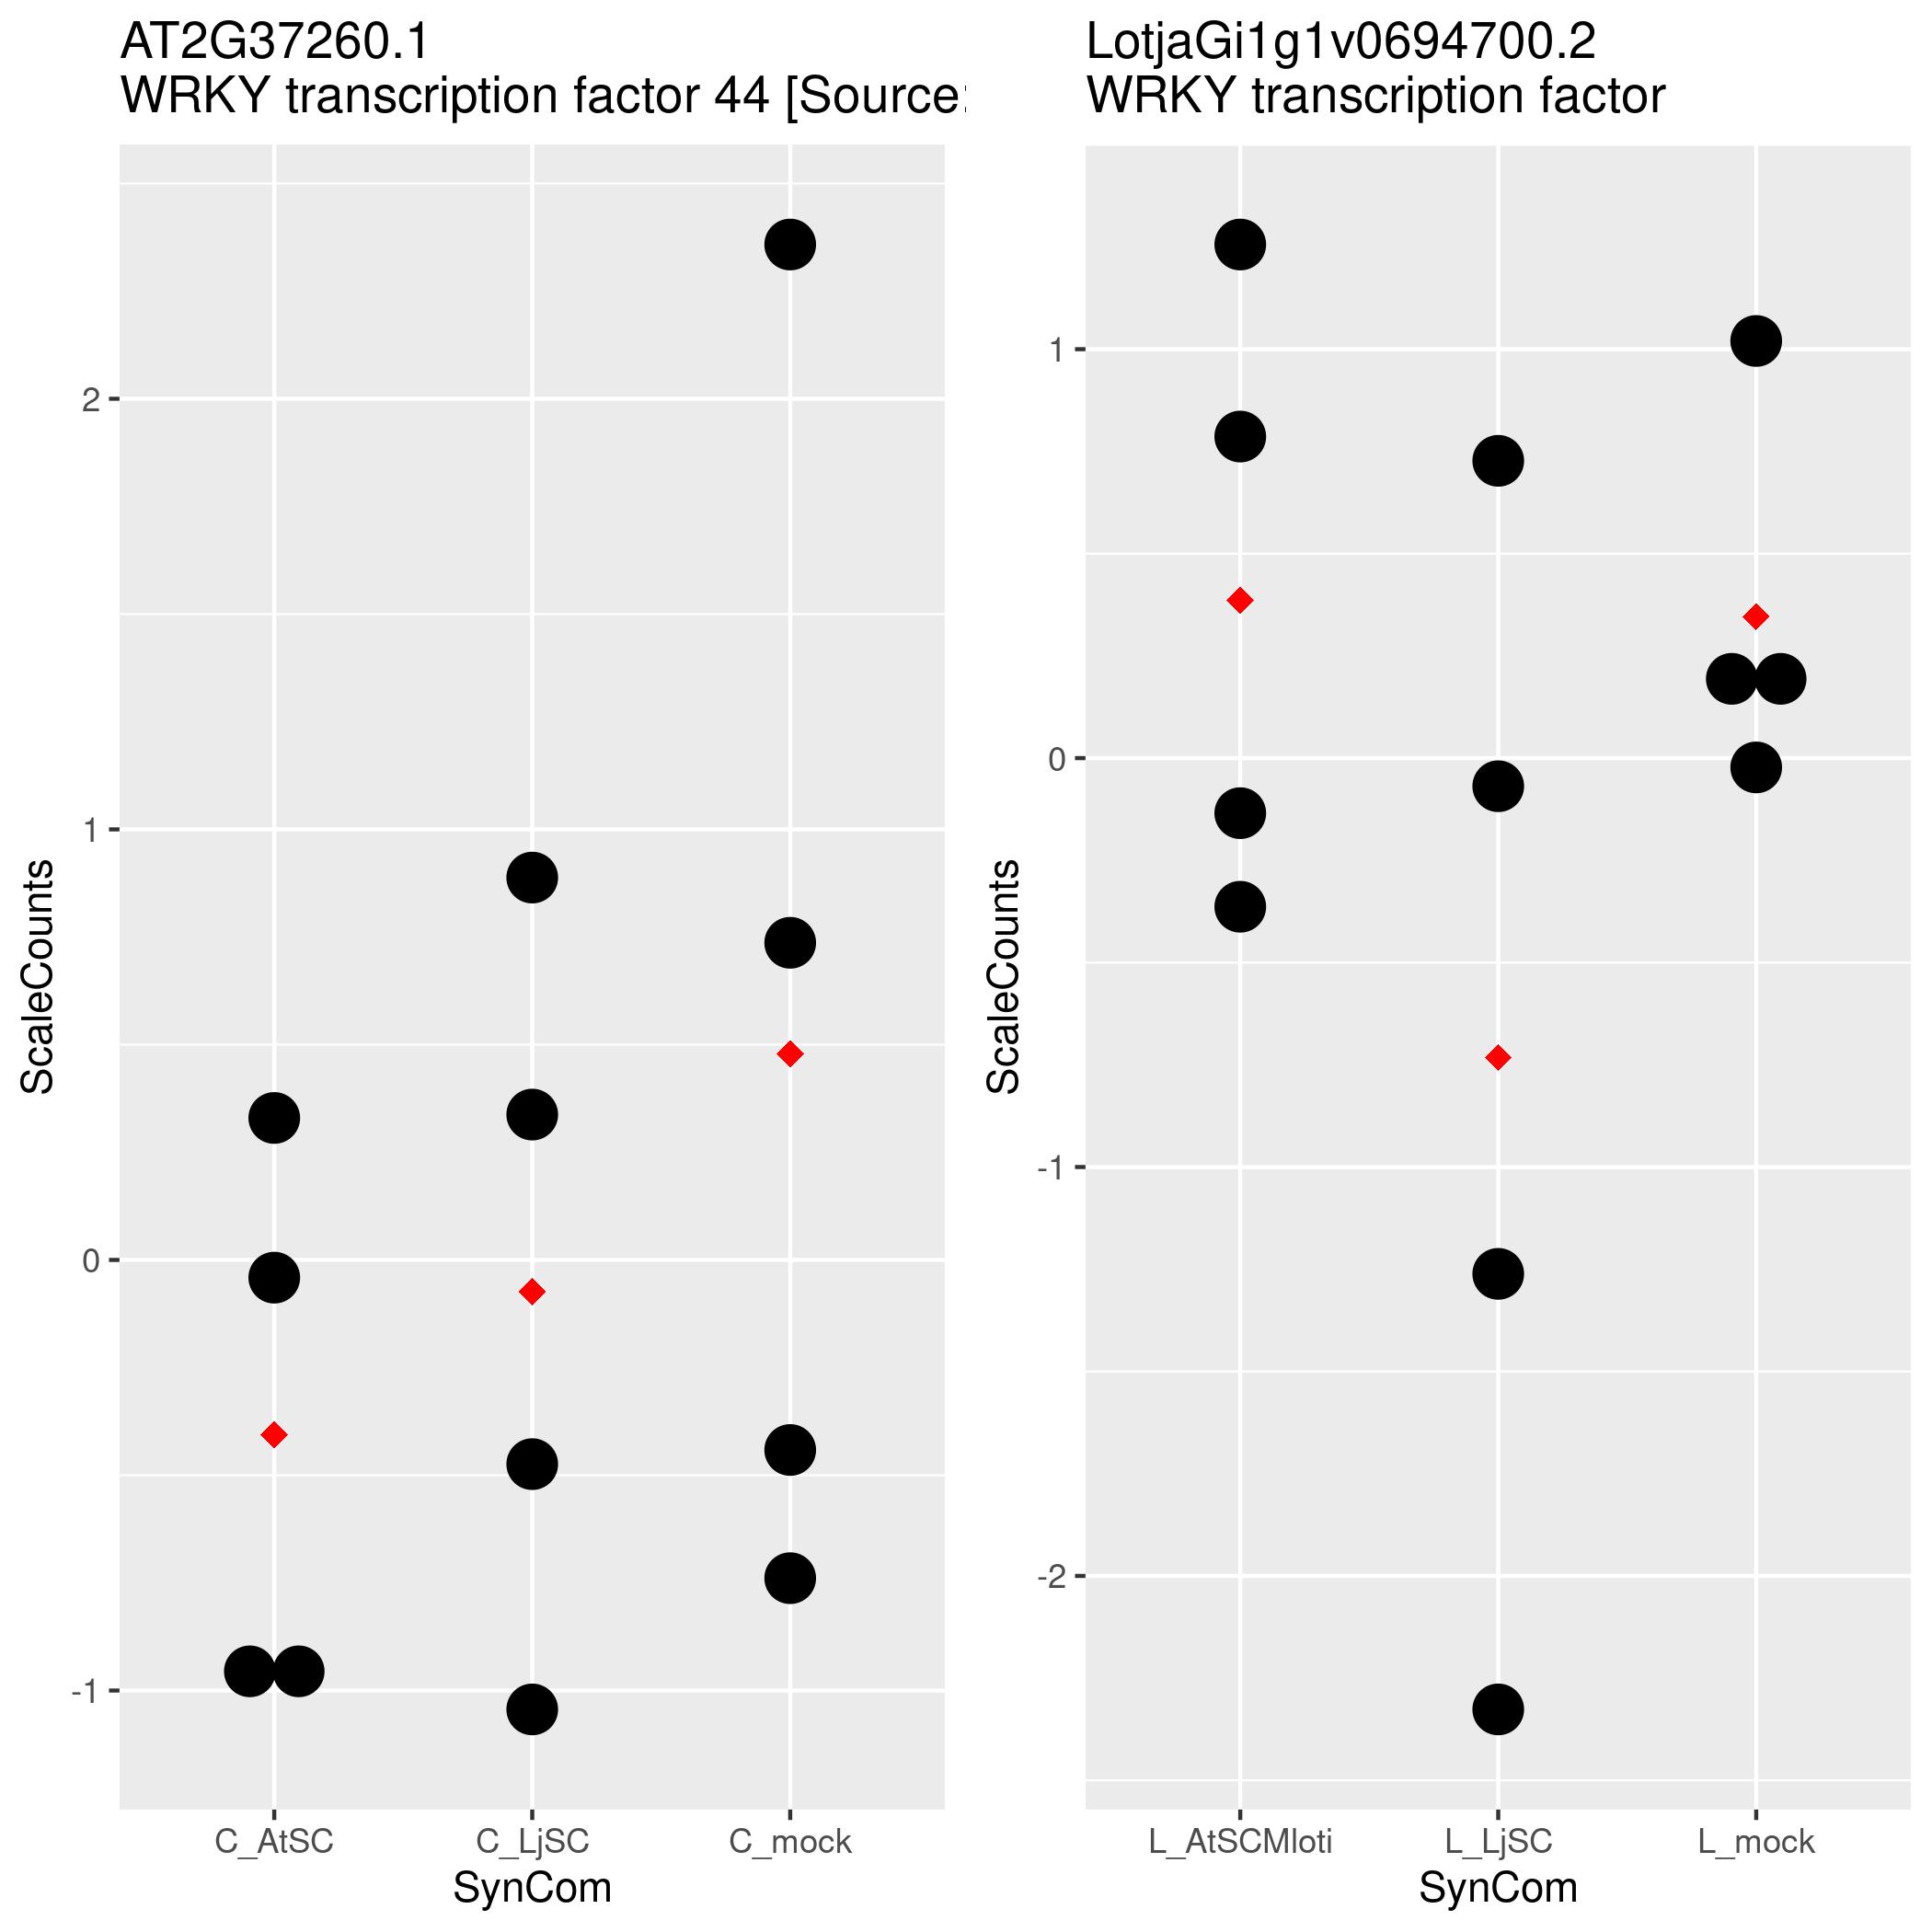 AT2G37260.1
WRKY transcription factor 44 [Source:
ScaleCounts
2
1
0
-1
C_AtSC
C_LjSC
C_mock
SynCom
LotjaGi1g1v0694700.2
WRKY transcription factor
ScaleCounts
1
0
-1
-2
L_AtSCMloti
L_LjSC
L_mock
SynCom